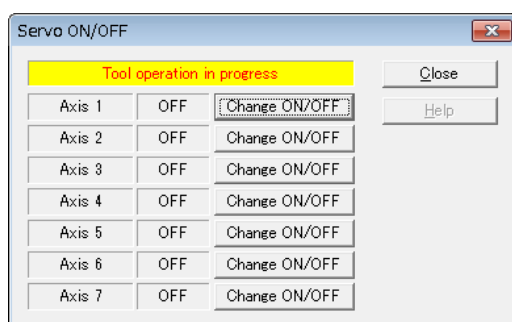 Servo ON/OFF
Tool operation in progress
Close
Axis 1 OFF Change ON/OFF
Help
Axis 2 OFF Change ON/OFF
Axis 3 OFF Change ON/OFF
Axis 4 OFF Change ON/OFF
Axis 5 OFF Change ON/OFF
Axis 6 OFF Change ON/OFF
Axis 7 OFF Change ON/OFF